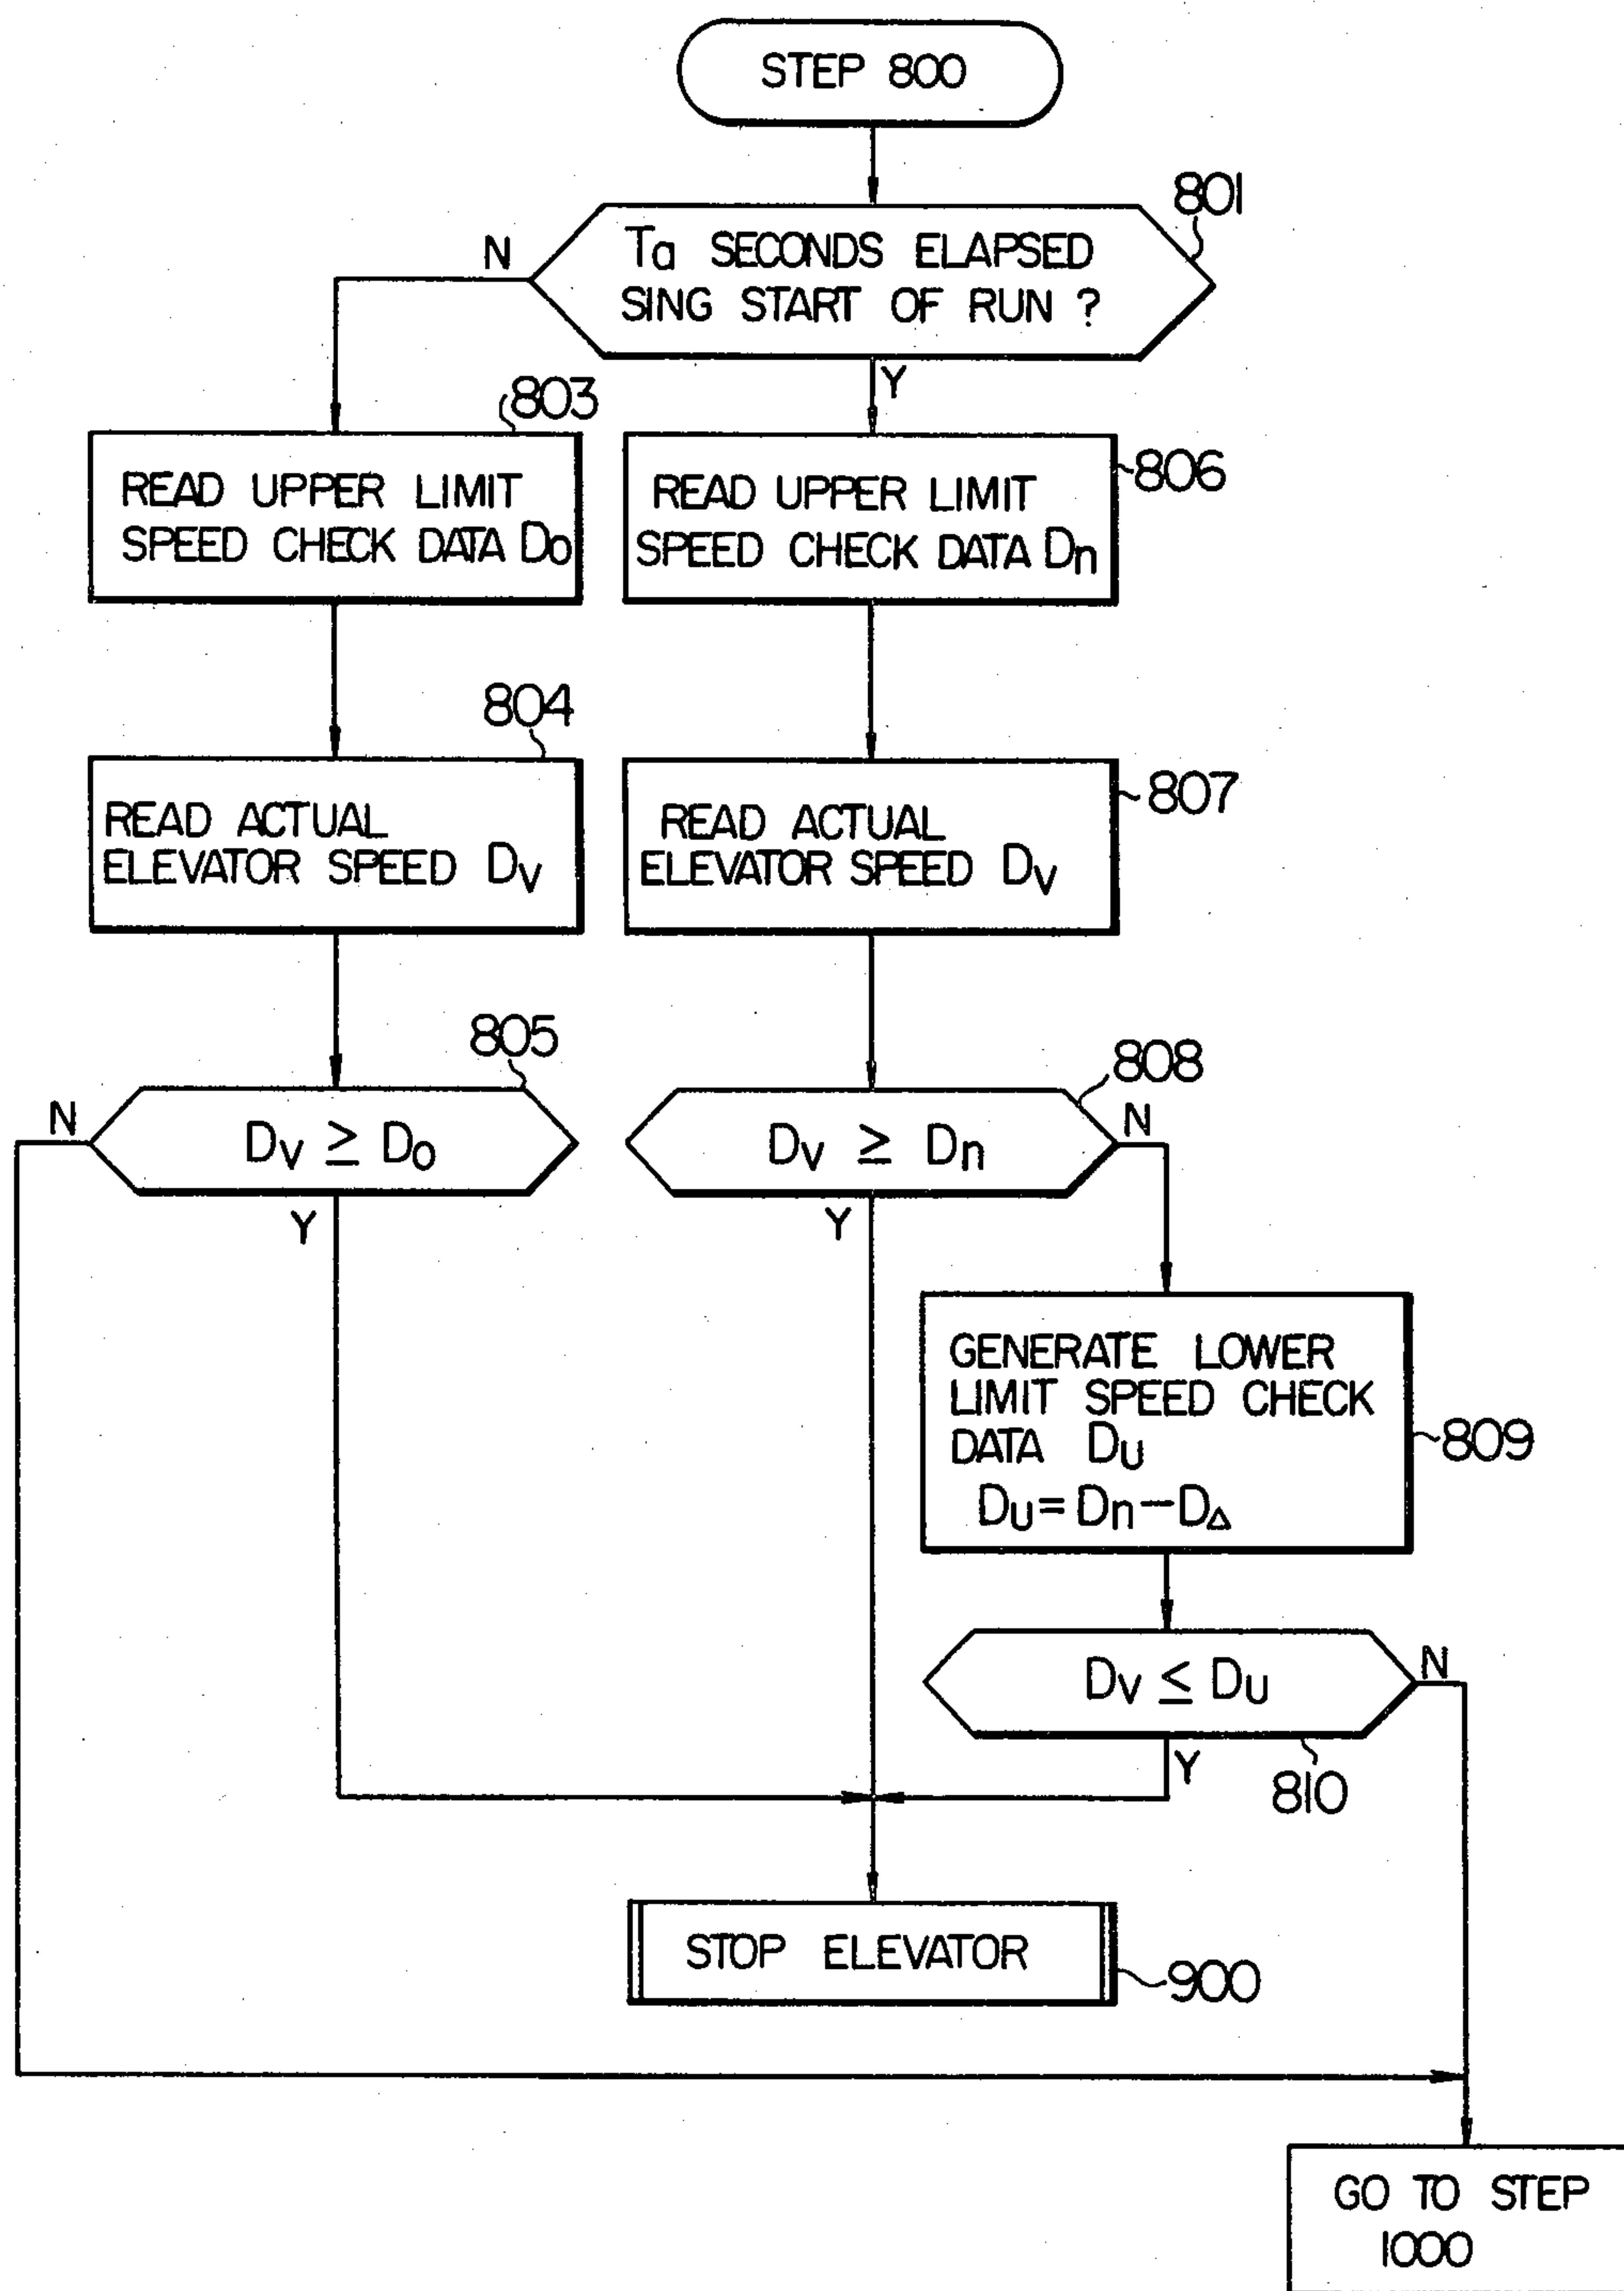 STEP 800
801
N
Ta SECONDS ELAPSED
SING START OF RUN ?
Y
803
READ UPPER LIMIT
SPEED CHECK DATA Do
806
READ UPPER LIMIT
SPEED CHECK DATA Dn
804
READ ACTUAL
ELEVATOR SPEED Dv
807
READ ACTUAL
ELEVATOR SPEED Dv
805
N
Dv ≥ Do
Y
808
Dv ≥ Dn
N
Y
GENERATE LOWER
LIMIT SPEED CHECK
DATA Du
Du = Dn - D△
809
Dv ≤ Du
N
Y
810
STOP ELEVATOR
900
GO TO STEP
1000